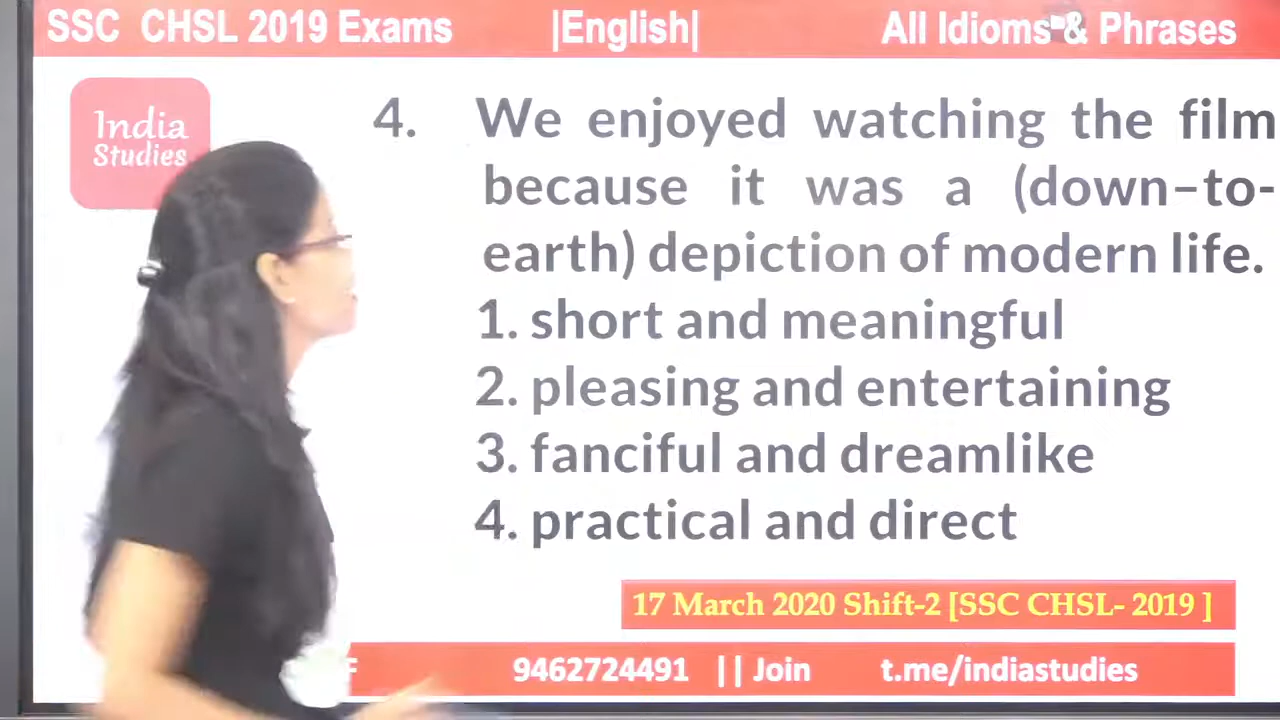 SSC CHSL 2019 Exams |English| All Idioms & Phrases
India
Studies
4. We enjoyed watching the film
because it was a (down–to-
earth) depiction of modern life.
1. short and meaningful
2. pleasing and entertaining
3. fanciful and dreamlike
4. practical and direct
17 March 2020 Shift-2 [SSC CHSL- 2019 ]
9462724491 || Join t.me/indiastudies